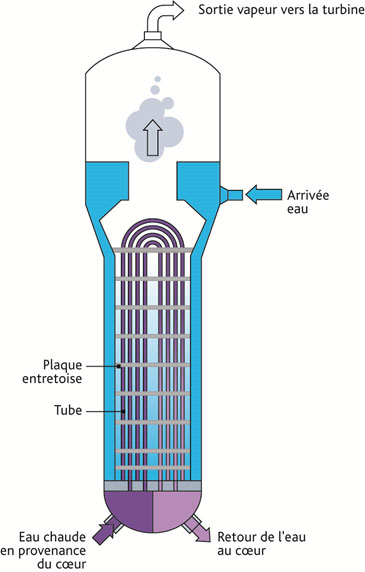 Sortie vapeur vers la turbine
Arrivée
eau
Plaque
entretoise
Tube
Eau chaude
en provenance
du cœur
Retour de l'eau
au cœur